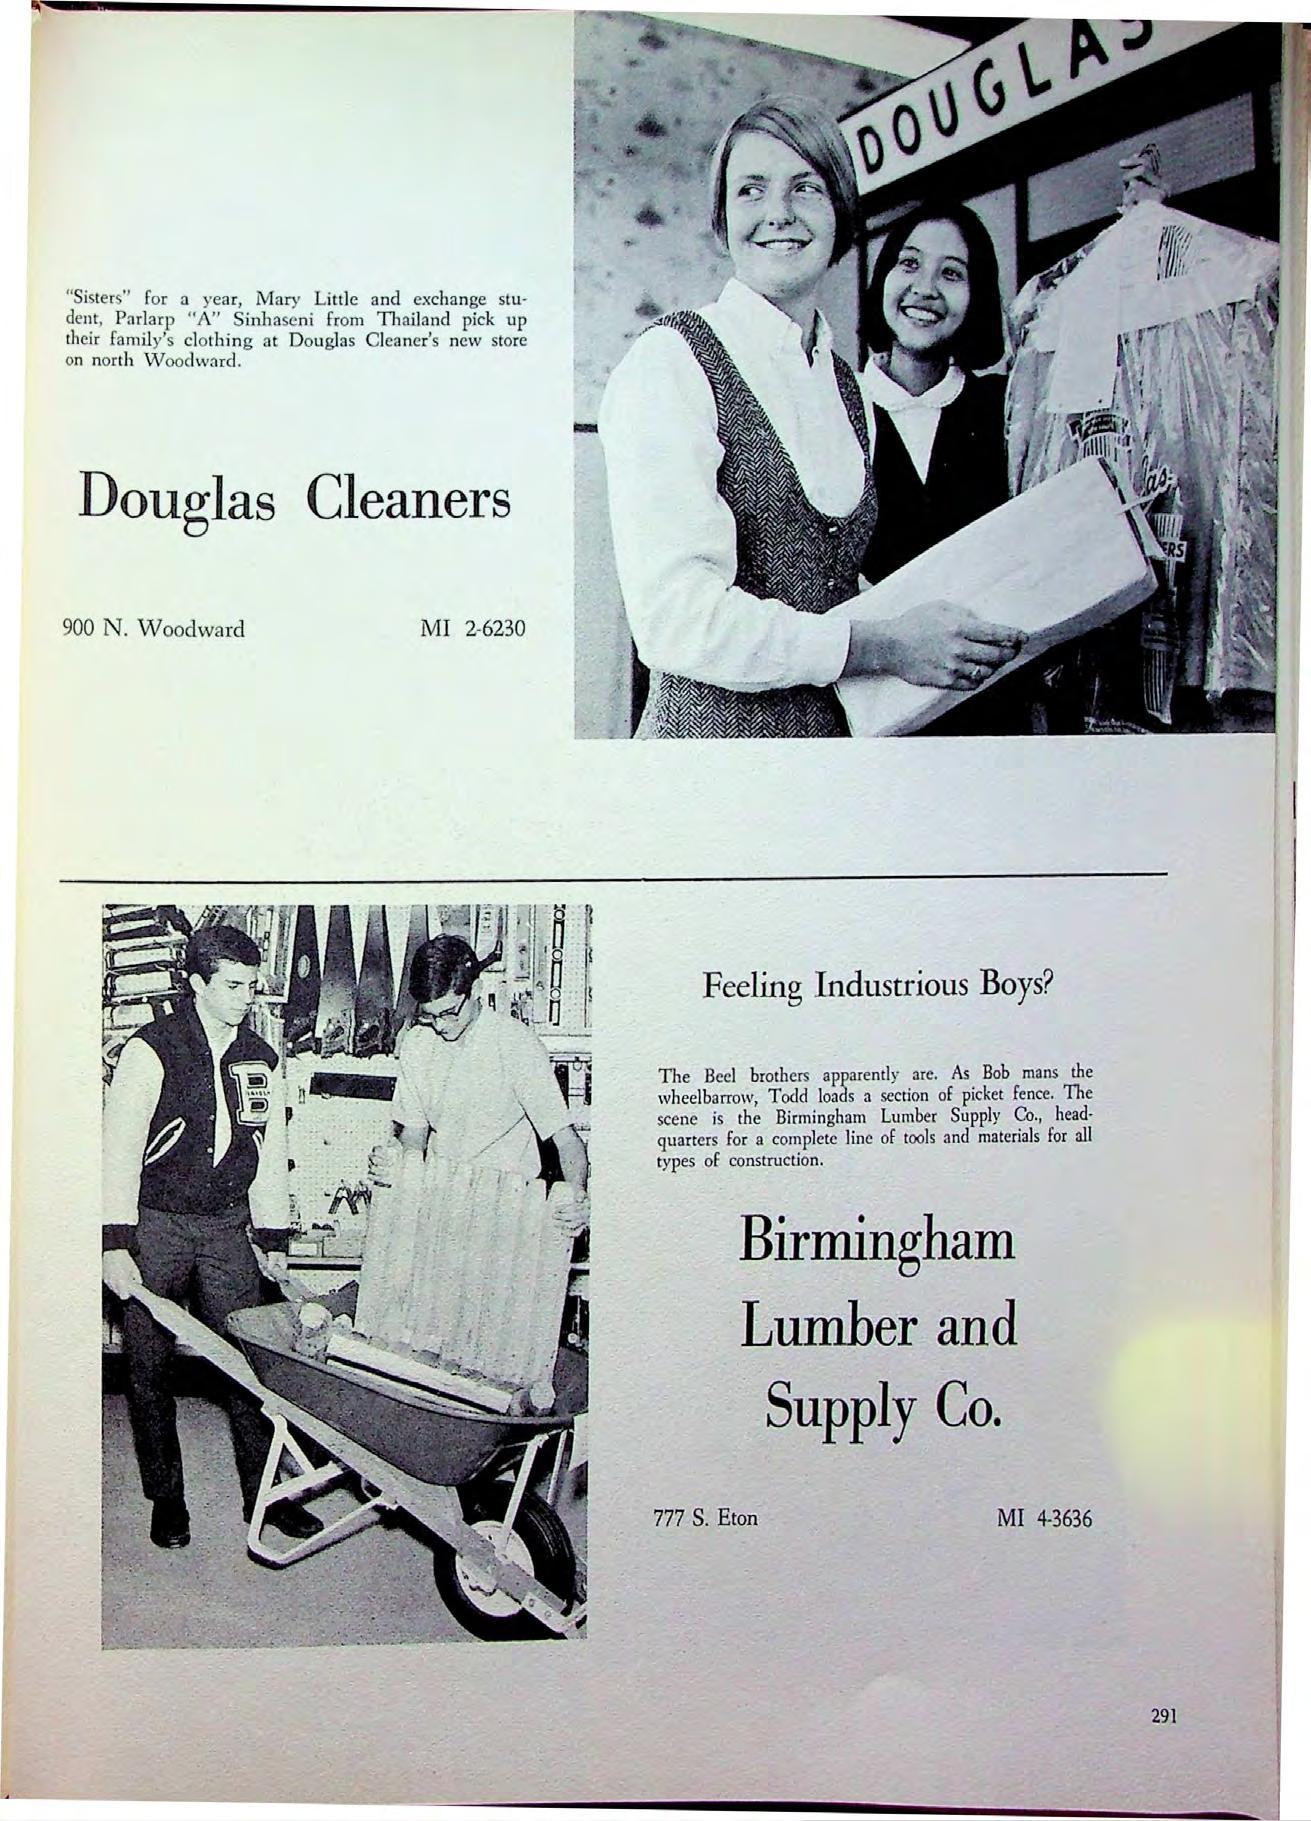 DOUGLAS
"Sisters" for a year, Mary Little and exchange stu-
dent, Parlarp "A" Sinhaseni from Thailand pick up
their family's clothing at Douglas Cleaner's new store
on north Woodward.
Douglas Cleaners
900 N. Woodward MI 2-6230
las
ERS
B
Feeling Industrious Boys?
The Beel brothers apparently are. As Bob mans the
wheelbarrow, Todd loads a section of picket fence. The
scene is the Birmingham Lumber Supply Co., head-
quarters for a complete line of tools and materials for all
types of construction.
Birmingham
Lumber and
Supply Co.
777 S. Eton MI 4-3636
291